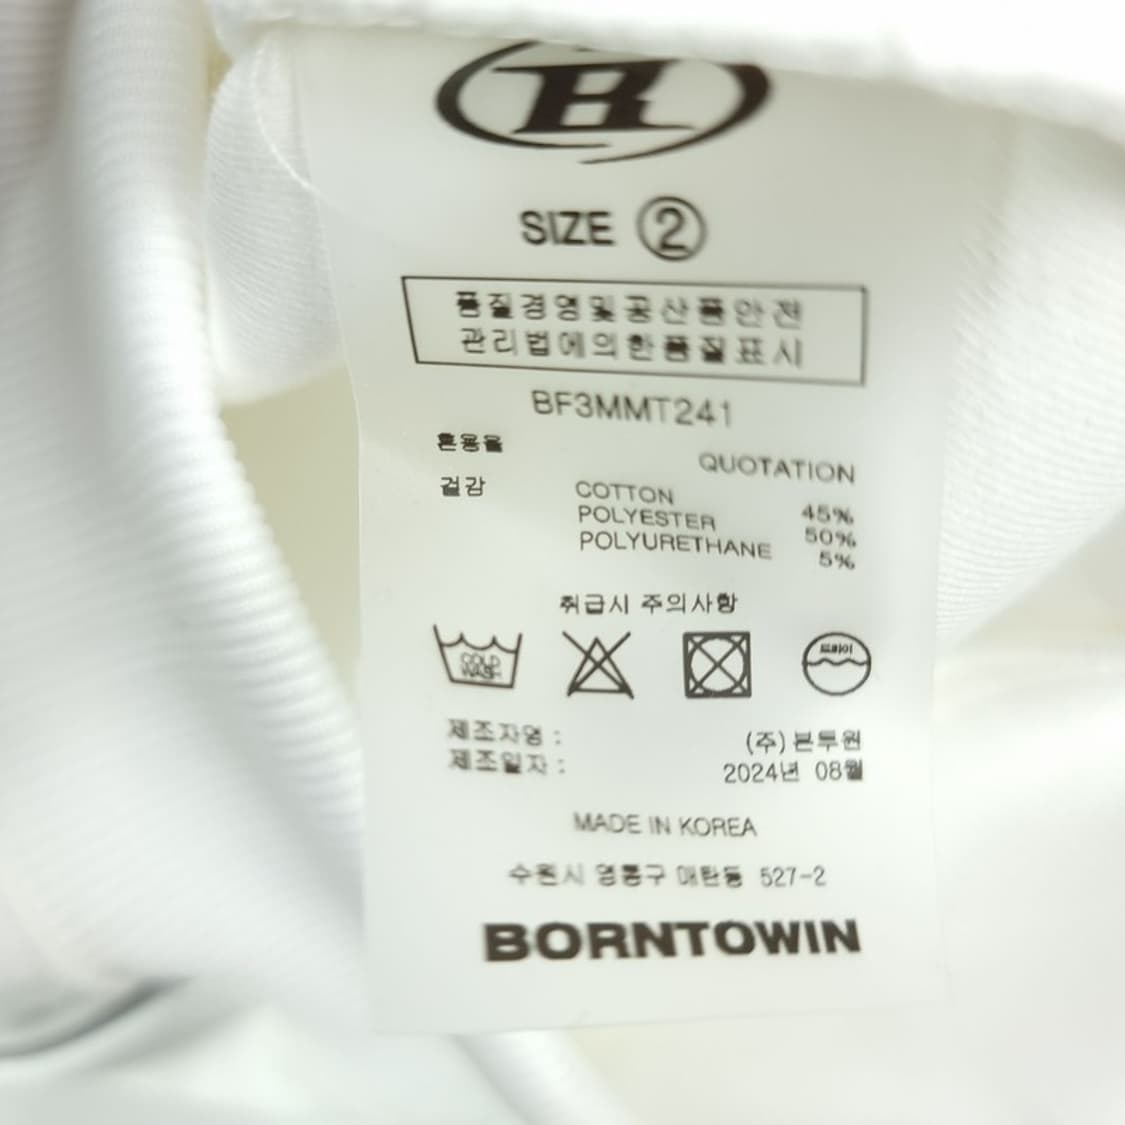 B
SIZE ②
품질경영및공산품안전
관리법에의한품질표시
BF3MMT241
혼용율
QUOTATION
겉감 COTTON 45%
POLYESTER 50%
POLYURETHANE 5%
취급시 주의사항
COLD WASH 드라이
제조자명 : (주)본투윈
제조일자 : 2024년 08월
MADE IN KOREA
수원시 영통구 매탄동 527-2
BORNTOWIN